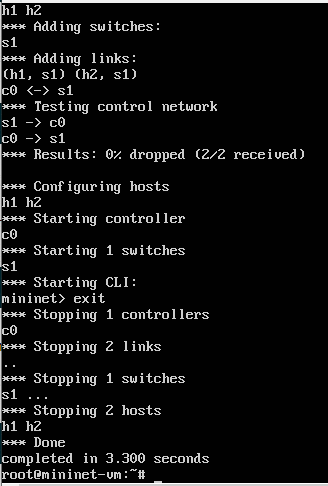 h1 h2
*** Adding switches:
s1
*** Adding links:
(h1, s1) (h2, s1)
c0 <-> s1
*** Testing control network
s1 -> c0
c0 -> s1
*** Results: 0% dropped (2/2 received)
*** Configuring hosts
h1 h2
*** Starting controller
c0
*** Starting 1 switches
s1
*** Starting CLI:
mininet> exit
*** Stopping 1 controllers
c0
*** Stopping 2 links
..
*** Stopping 1 switches
s1 ...
*** Stopping 2 hosts
h1 h2
*** Done
completed in 3.300 seconds
root@mininet-vm:~# _